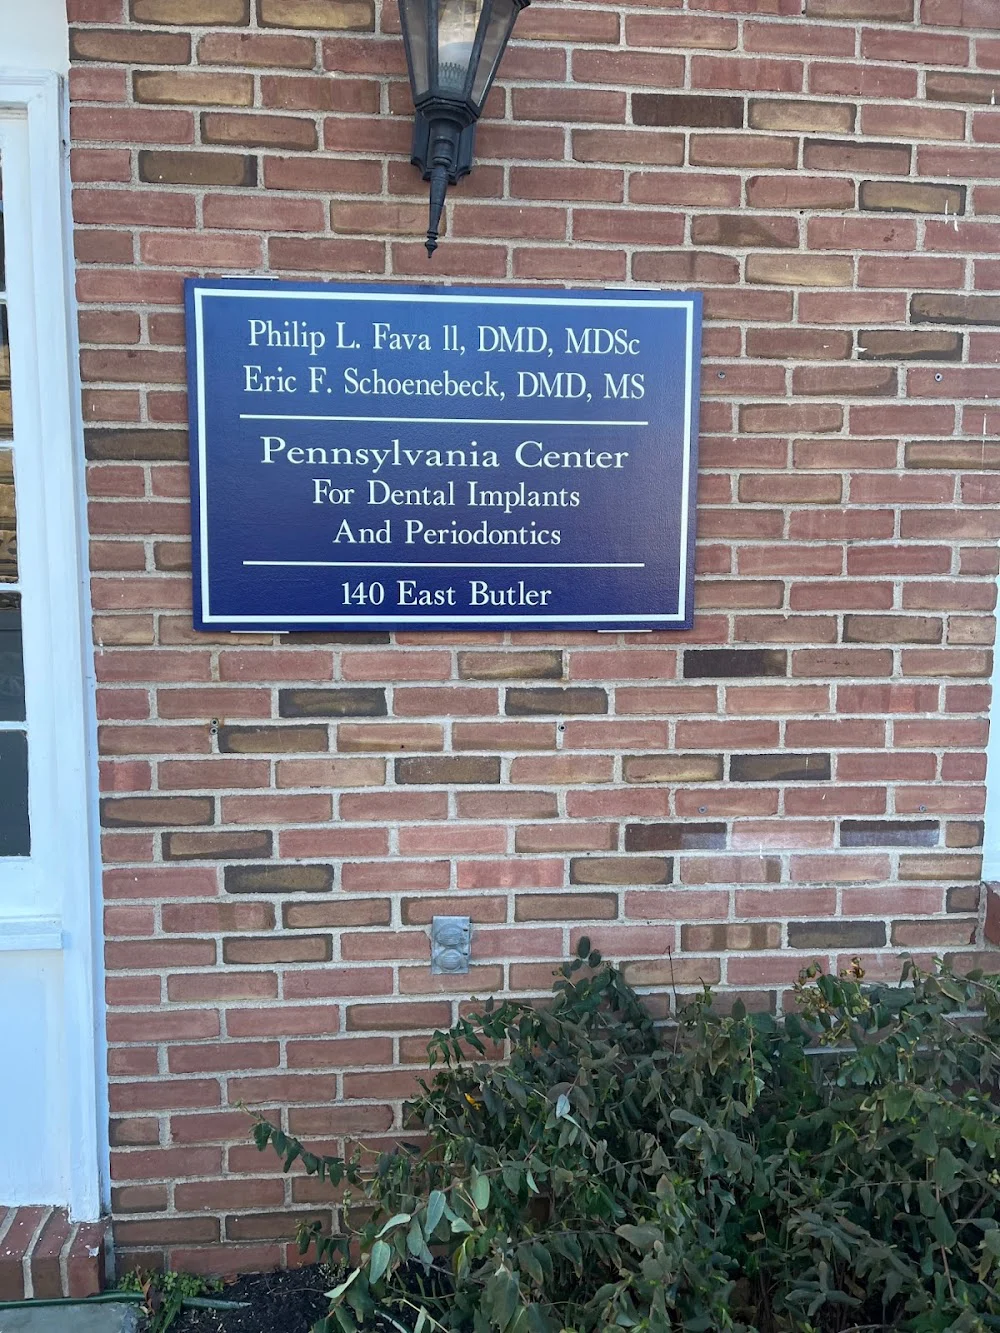 Philip L. Fava ll, DMD, MDSc
Eric F. Schoenebeck, DMD, MS
Pennsylvania Center
For Dental Implants
And Periodontics
140 East Butler